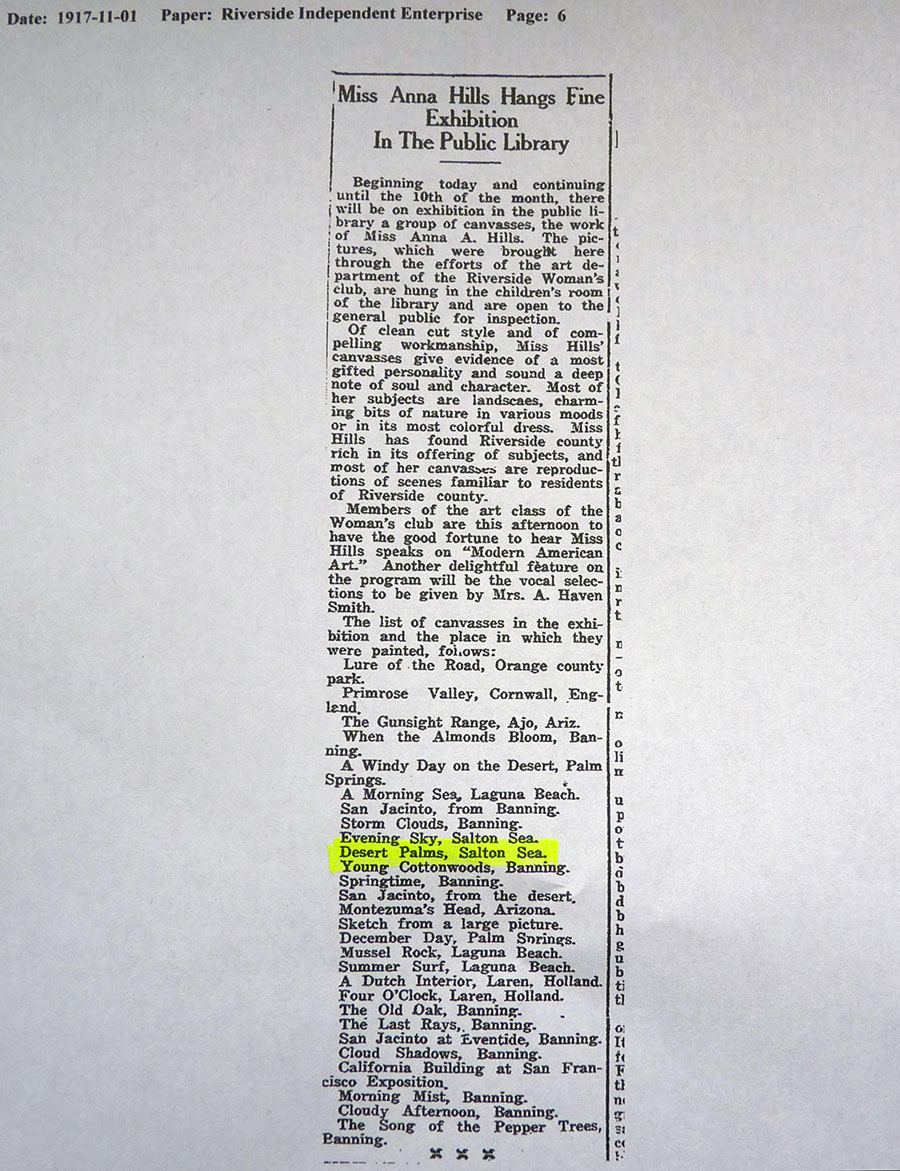 Date: 1917-11-01 Paper: Riverside Independent Enterprise Page: 6
Miss Anna Hills Hangs Fine
Exhibition
In The Public Library
Beginning today and continuing
until the 10th of the month, there
will be on exhibition in the public li-
brary a group of canvasses, the work
of Miss Anna A. Hills. The pic-
tures, which were brought here
through the efforts of the art de-
partment of the Riverside Woman's
club, are hung in the children's room
of the library and are open to the
general public for inspection.
Of clean cut style and of com-
pelling workmanship, Miss Hills'
canvasses give evidence of a most
gifted personality and sound a deep
note of soul and character. Most of
her subjects are landscaes, charm-
ing bits of nature in various moods
or in its most colorful dress. Miss
Hills has found Riverside county
rich in its offering of subjects, and
most of her canvasses are reproduc-
tions of scenes familiar to residents
of Riverside county.
Members of the art class of the
Woman's club are this afternoon to
have the good fortune to hear Miss
Hills speaks on "Modern American
Art." Another delightful feature on
the program will be the vocal selec-
tions to be given by Mrs. A. Haven
Smith.
The list of canvasses in the exhi-
bition and the place in which they
were painted, follows:
Lure of the Road, Orange county
park.
Primrose Valley, Cornwall, Eng-
land.
The Gunsight Range, Ajo, Ariz.
When the Almonds Bloom, Ban-
ning.
A Windy Day on the Desert, Palm
Springs.
A Morning Sea, Laguna Beach.
San Jacinto, from Banning.
Storm Clouds, Banning.
Evening Sky, Salton Sea.
Desert Palms, Salton Sea.
Young Cottonwoods, Banning.
Springtime, Banning.
San Jacinto, from the desert.
Montezuma's Head, Arizona.
Sketch from a large picture.
December Day, Palm Springs.
Mussel Rock, Laguna Beach.
Summer Surf, Laguna Beach.
A Dutch Interior, Laren, Holland.
Four O'Clock, Laren, Holland.
The Old Oak, Banning.
The Last Rays, Banning.
San Jacinto at Eventide, Banning.
Cloud Shadows, Banning.
California Building at San Fran-
cisco Exposition.
Morning Mist, Banning.
Cloudy Afternoon, Banning.
The Song of the Pepper Trees,
Banning.